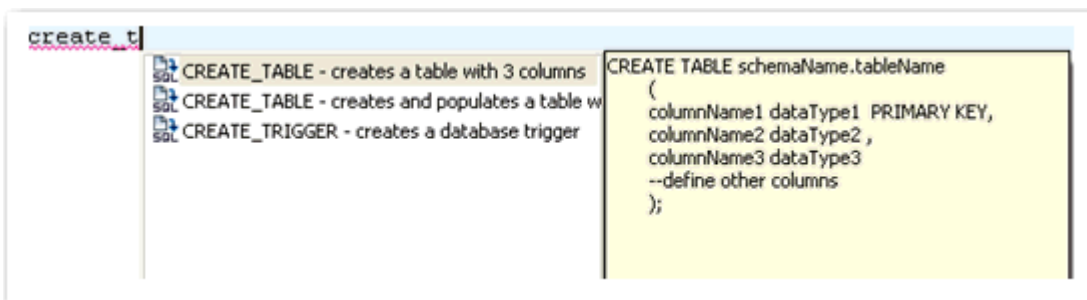 create_t
CREATE_TABLE - creates a table with 3 columns
CREATE_TABLE - creates and populates a table w
CREATE_TRIGGER - creates a database trigger
CREATE TABLE schemaName.tableName
(
columnName1 dataType1 PRIMARY KEY,
columnName2 dataType2 ,
columnName3 dataType3
--define other columns
);